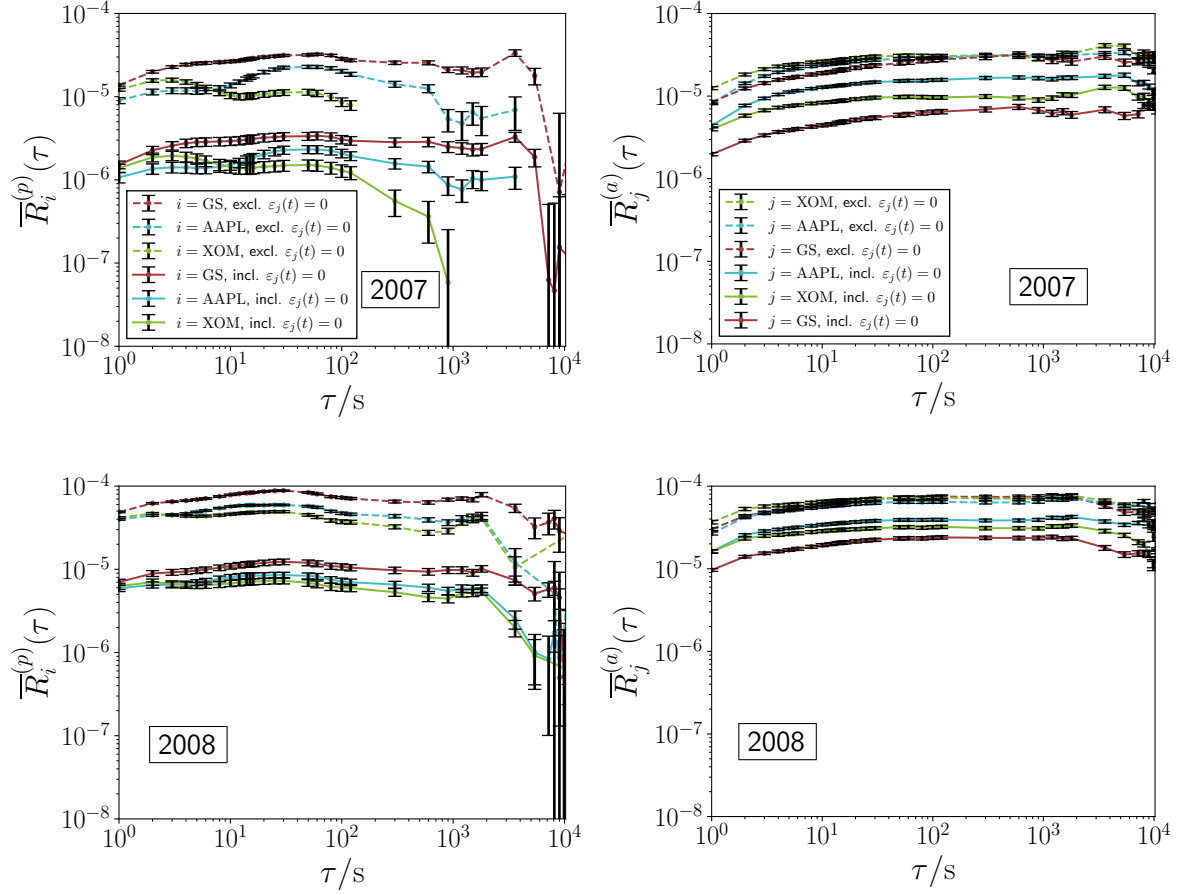 10^{-4}
10^{-5}
10^{-6}
10^{-7}
10^{-8}
\overline{R}_i^{(p)}(τ)
i = GS, excl. ε_j(t) = 0
i = AAPL, excl. ε_j(t) = 0
i = XOM, excl. ε_j(t) = 0
i = GS, incl. ε_j(t) = 0
i = AAPL, incl. ε_j(t) = 0
i = XOM, incl. ε_j(t) = 0
2007
10^0
10^1
10^2
10^3
10^4
τ/s
10^{-4}
10^{-5}
10^{-6}
10^{-7}
10^{-8}
\overline{R}_j^{(a)}(τ)
j = XOM, excl. ε_j(t) = 0
j = AAPL, excl. ε_j(t) = 0
j = GS, excl. ε_j(t) = 0
j = AAPL, incl. ε_j(t) = 0
j = XOM, incl. ε_j(t) = 0
j = GS, incl. ε_j(t) = 0
2007
10^0
10^1
10^2
10^3
10^4
τ/s
10^{-4}
10^{-5}
10^{-6}
10^{-7}
10^{-8}
\overline{R}_i^{(p)}(τ)
2008
10^0
10^1
10^2
10^3
10^4
τ/s
10^{-4}
10^{-5}
10^{-6}
10^{-7}
10^{-8}
\overline{R}_j^{(a)}(τ)
2008
10^0
10^1
10^2
10^3
10^4
τ/s